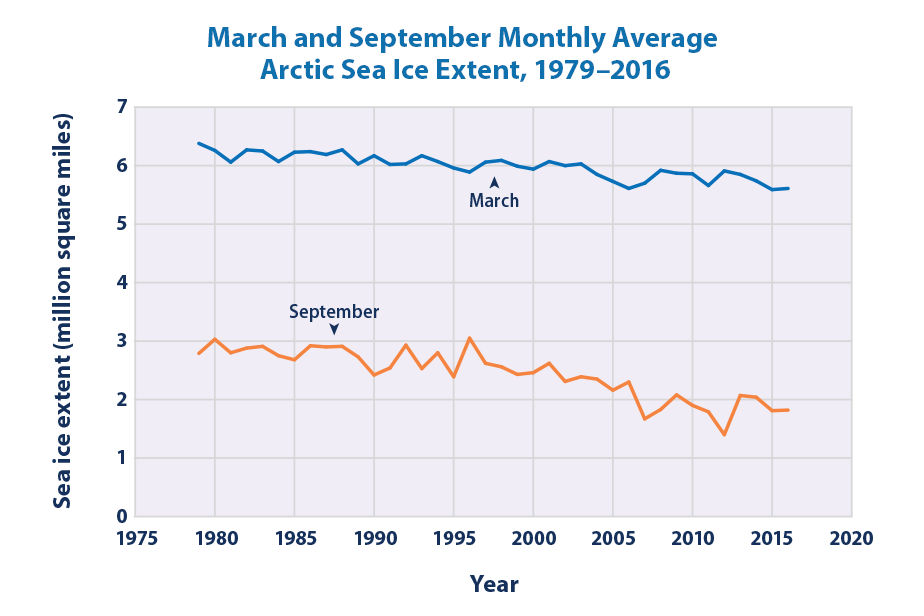 March and September Monthly Average
Arctic Sea Ice Extent, 1979–2016
Sea ice extent (million square miles)
7
6
5
4
3
2
1
0
March
September
1975 1980 1985 1990 1995 2000 2005 2010 2015 2020
Year